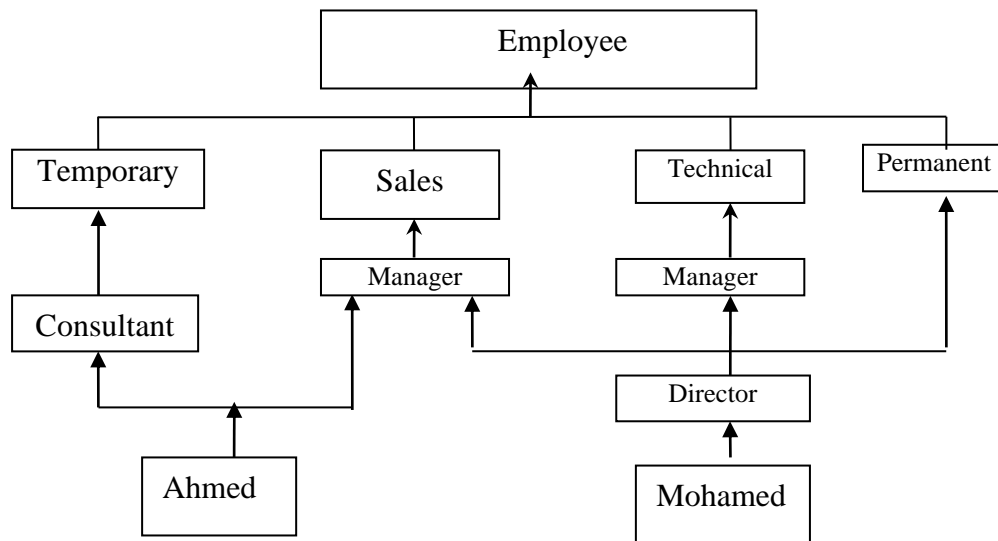 Employee
Temporary
Sales
Technical
Permanent
Manager
Manager
Consultant
Director
Ahmed
Mohamed